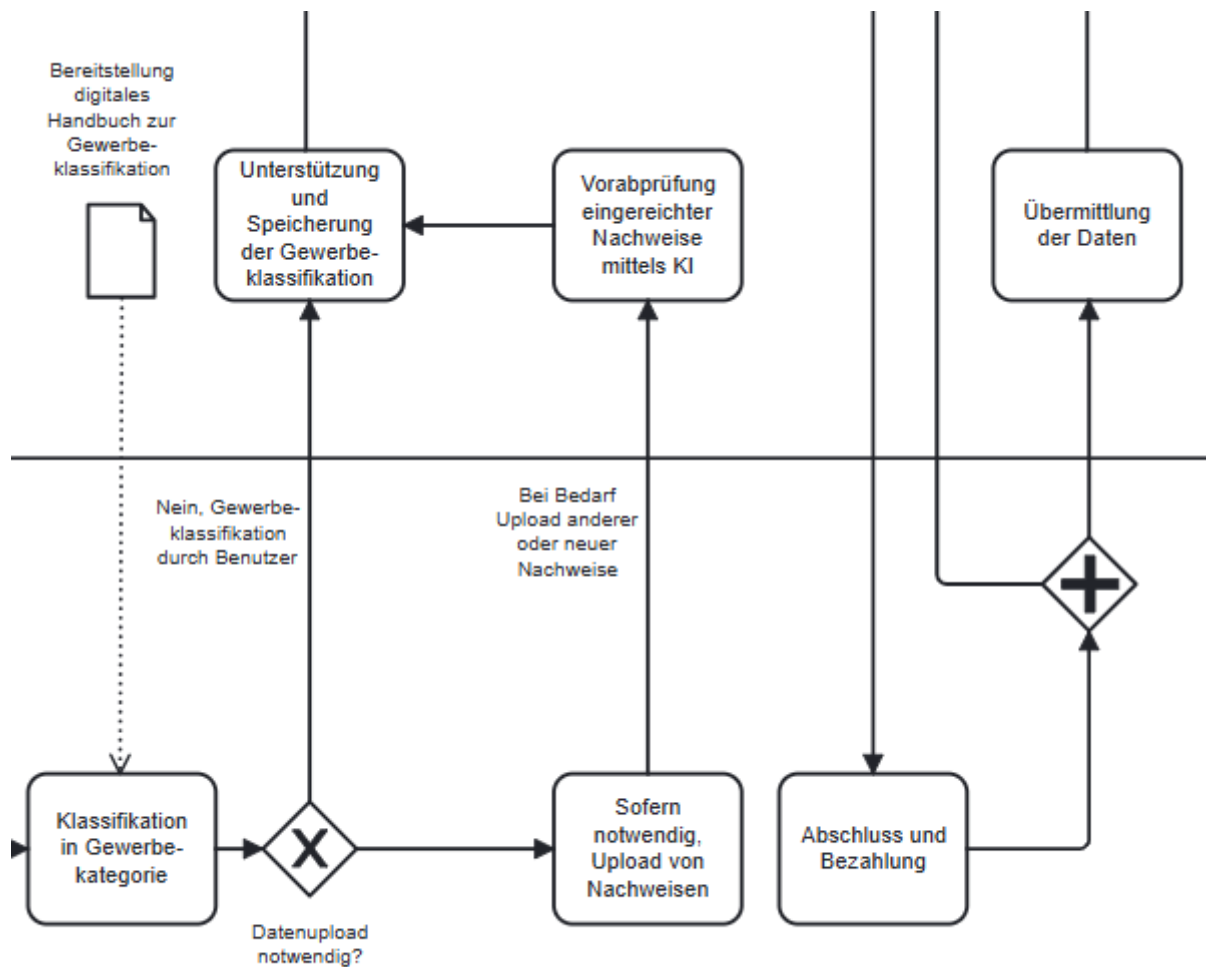 Bereitstellung
digitales
Handbuch zur
Gewerbe-
klassifikation
Unterstützung
und
Speicherung
der Gewerbe-
klassifikation
Vorabprüfung
eingereichter
Nachweise
mittels KI
Übermittlung
der Daten
Nein, Gewerbe-
klassifikation
durch Benutzer
Bei Bedarf
Upload anderer
oder neuer
Nachweise
Klassifikation
in Gewerbe-
kategorie
Datenupload
notwendig?
Sofern
notwendig,
Upload von
Nachweisen
Abschluss und
Bezahlung